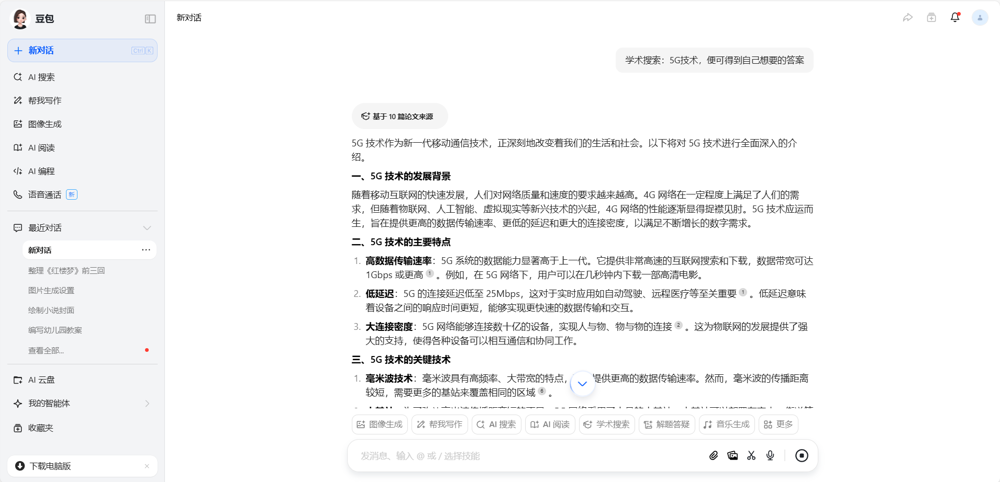 豆包
新对话
Ctrl K
AI 搜索
帮我写作
图像生成
AI 阅读
AI 编程
语音通话 新
最近对话
新对话
整理《红楼梦》前三回
图片生成设置
绘制小说封面
编写幼儿园教案
查看全部...
AI 云盘
我的智能体
收藏夹
下载电脑版
新对话
学术搜索：5G技术，便可得到自己想要的答案
基于 10 篇论文来源
5G 技术作为新一代移动通信技术，正深刻地改变着我们的生活和社会。以下将对 5G 技术进行全面深入的介
绍。
一、5G 技术的发展背景
随着移动互联网的快速发展，人们对网络质量和速度的要求越来越高。4G 网络在一定程度上满足了人们的需
求，但随着物联网、人工智能、虚拟现实等新兴技术的兴起，4G 网络的性能逐渐显得捉襟见肘。5G 技术应运而
生，旨在提供更高的数据传输速率、更低的延迟和更大的连接密度，以满足不断增长的数字需求。
二、5G 技术的主要特点
1. 高数据传输速率：5G 系统的数据能力显著高于上一代。它提供非常高速的互联网搜索和下载，数据带宽可达
1Gbps 或更高 1 。例如，在 5G 网络下，用户可以在几秒钟内下载一部高清电影。
2. 低延迟：5G 的连接延迟低至 25Mbps，这对于实时应用如自动驾驶、远程医疗等至关重要 1 。低延迟意味
着设备之间的响应时间更短，能够实现更快速的数据传输和交互。
3. 大连接密度：5G 网络能够连接数十亿的设备，实现人与物、物与物的连接 2 。这为物联网的发展提供了强
大的支持，使得各种设备可以相互通信和协同工作。
三、5G 技术的关键技术
1. 毫米波技术：毫米波具有高频率、大带宽的特点，提供更高的数据传输速率。然而，毫米波的传播距离
较短，需要更多的基站来覆盖相同的区域 6 。
图像生成
帮我写作
AI 搜索
AI 阅读
学术搜索
解题答疑
音乐生成
更多
发消息、输入 @ 或 / 选择技能